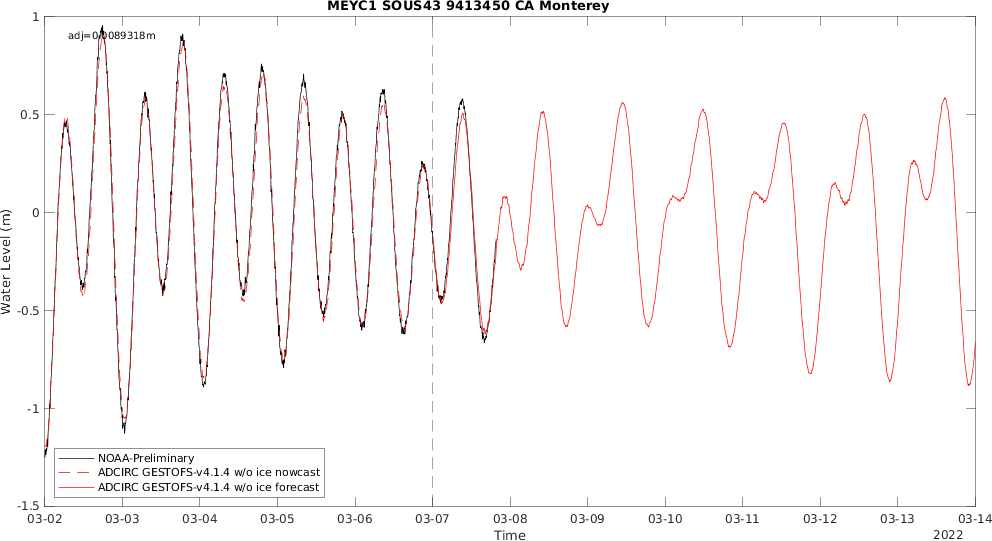 MEYC1 SOUS43 9413450 CA Monterey
adj=0.0089318m
Water Level (m)
1
0.5
0
-0.5
-1
-1.5
NOAA-Preliminary
ADCIRC GESTOFS-v4.1.4 w/o ice nowcast
ADCIRC GESTOFS-v4.1.4 w/o ice forecast
03-02 03-03 03-04 03-05 03-06 03-07 03-08 03-09 03-10 03-11 03-12 03-13 03-14
Time
2022